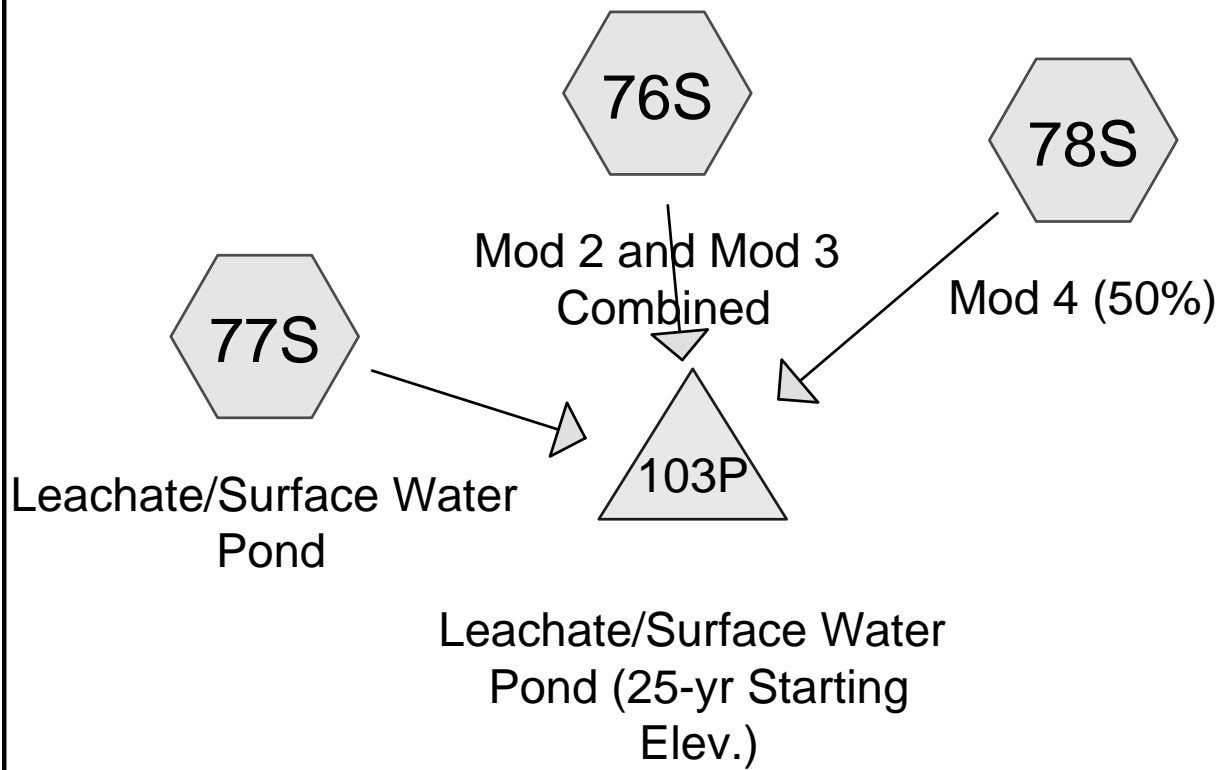 76S
78S
Mod 2 and Mod 3
Combined
Mod 4 (50%)
77S
103P
Leachate/Surface Water
Pond
Leachate/Surface Water
Pond (25-yr Starting
Elev.)